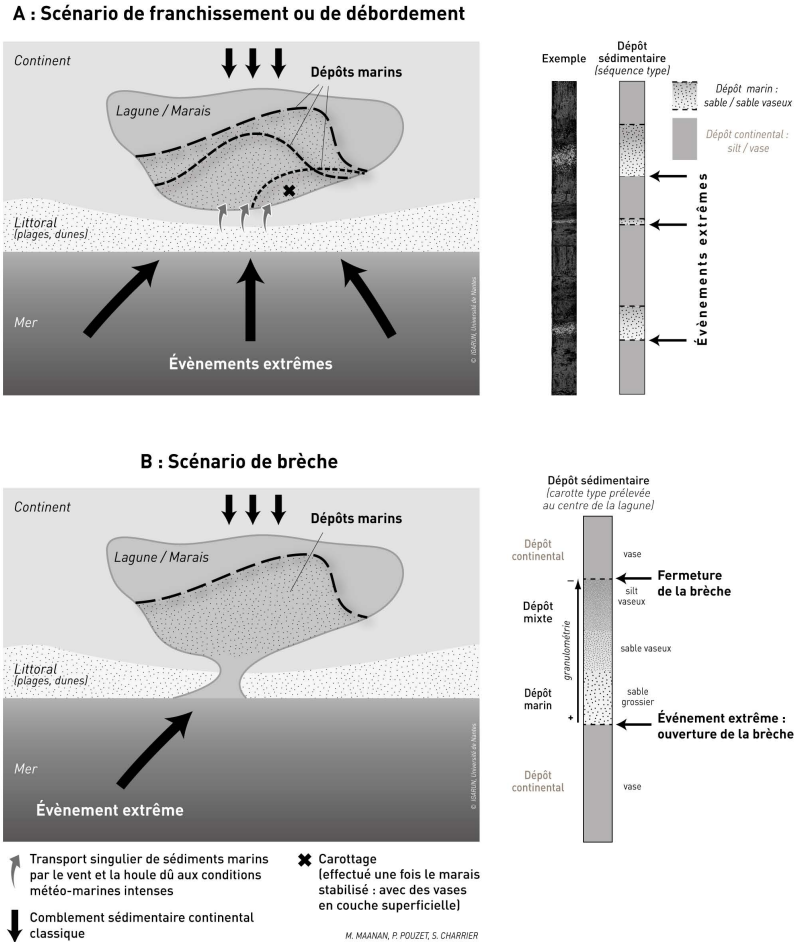 A : Scénario de franchissement ou de débordement
Continent
Dépôts marins
Lagune / Marais
Littoral
(plages, dunes)
Mer
Évènements extrêmes
© IGARUN, Université de Nantes
Exemple
Dépôt
sédimentaire
(séquence type)
Dépôt marin :
sable / sable vaseux
Dépôt continental :
silt / vase
Évènements extrêmes
B : Scénario de brèche
Continent
Dépôts marins
Lagune / Marais
Littoral
(plages, dunes)
Mer
Évènement extrême
© IGARUN, Université de Nantes
Dépôt sédimentaire
(carotte type prélevée
au centre de la lagune)
Dépôt
continental
vase
–
Fermeture
de la brèche
silt
vaseux
Dépôt
mixte
granulométrie
sable vaseux
Dépôt
marin
sable
grossier
+
Événement extrême :
ouverture de la brèche
Dépôt
continental
vase
Transport singulier de sédiments marins
par le vent et la houle dû aux conditions
météo-marines intenses
Comblement sédimentaire continental
classique
Carottage
(effectué une fois le marais
stabilisé : avec des vases
en couche superficielle)
M. MAANAN, P. POUZET, S. CHARRIER